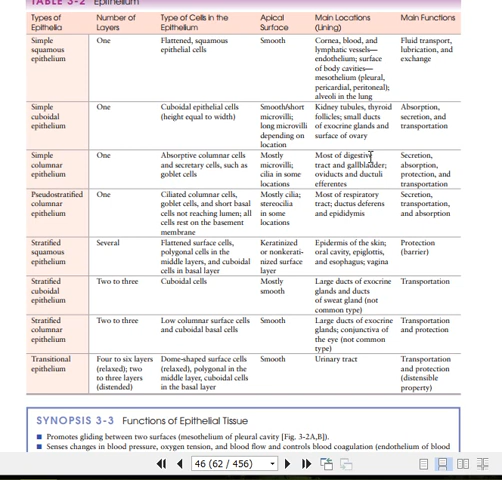 TABLE 3-2 Epithelium
Types of Epithelia
Number of Layers
Type of Cells in the Epithelium
Apical Surface
Main Locations (Lining)
Main Functions
Simple squamous epithelium
One
Flattened, squamous epithelial cells
Smooth
Cornea, blood, and lymphatic vessels—endothelium; surface of body cavities—mesothelium (pleural, pericardial, peritoneal); alveoli in the lung
Fluid transport, lubrication, and exchange
Simple cuboidal epithelium
One
Cuboidal epithelial cells (height equal to width)
Smooth/short microvilli; long microvilli depending on location
Kidney tubules, thyroid follicles; small ducts of exocrine glands and surface of ovary
Absorption, secretion, and transportation
Simple columnar epithelium
One
Absorptive columnar cells and secretary cells, such as goblet cells
Mostly microvilli; cilia in some locations
Most of digestive tract and gallbladder; oviducts and ductuli efferentes
Secretion, absorption, protection, and transportation
Pseudostratified columnar epithelium
One
Ciliated columnar cells, goblet cells, and short basal cells not reaching lumen; all cells rest on the basement membrane
Mostly cilia; stereocilia in some locations
Most of respiratory tract; ductus deferens and epididymis
Secretion, transportation, and absorption
Stratified squamous epithelium
Several
Flattened surface cells, polygonal cells in the middle layers, and cuboidal cells in basal layer
Keratinized or nonkerati-nized surface layer
Epidermis of the skin; oral cavity, epiglottis, and esophagus; vagina
Protection (barrier)
Stratified cuboidal epithelium
Two to three
Cuboidal cells
Mostly smooth
Large ducts of exocrine glands and ducts of sweat gland (not common type)
Transportation
Stratified columnar epithelium
Two to three
Low columnar surface cells and cuboidal basal cells
Smooth
Large ducts of exocrine glands; conjunctiva of the eye (not common type)
Transportation and protection
Transitional epithelium
Four to six layers (relaxed); two to three layers (distended)
Dome-shaped surface cells (relaxed), polygonal in the middle layer, cuboidal cells in the basal layer
Smooth
Urinary tract
Transportation and protection (distensible property)
SYNOPSIS 3-3 Functions of Epithelial Tissue
■ Promotes gliding between two surfaces (mesothelium of pleural cavity [Fig. 3-2A,B]).
■ Senses changes in blood pressure, oxygen tension, and blood flow and controls blood coagulation (endothelium of blood
46 (62 / 456)